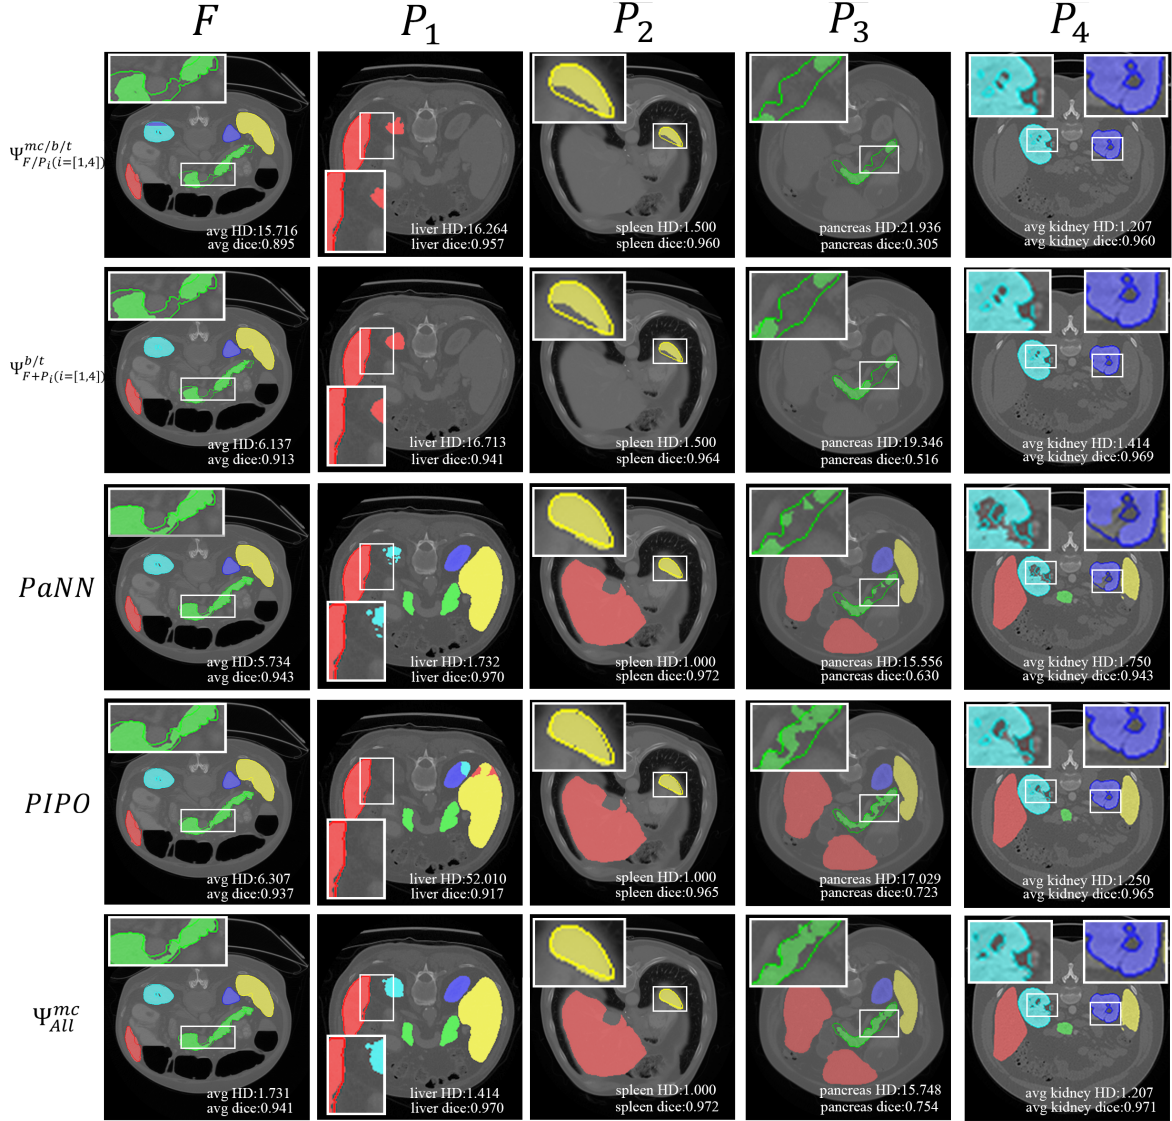 F P₁ P₂ P₃ P₄
Ψ^{mc/b/t}_{F/P_i(i=[1,4])}
avg HD:15.716
avg dice:0.895
liver HD:16.264
liver dice:0.957
spleen HD:1.500
spleen dice:0.960
pancreas HD:21.936
pancreas dice:0.305
avg kidney HD:1.207
avg kidney dice:0.960
Ψ^{b/t}_{F+P_i(i=[1,4])}
avg HD:6.137
avg dice:0.913
liver HD:16.713
liver dice:0.941
spleen HD:1.500
spleen dice:0.964
pancreas HD:19.346
pancreas dice:0.516
avg kidney HD:1.414
avg kidney dice:0.969
PaNN
avg HD:5.734
avg dice:0.943
liver HD:1.732
liver dice:0.970
spleen HD:1.000
spleen dice:0.972
pancreas HD:15.556
pancreas dice:0.630
avg kidney HD:1.750
avg kidney dice:0.943
PIPO
avg HD:6.307
avg dice:0.937
liver HD:52.010
liver dice:0.917
spleen HD:1.000
spleen dice:0.965
pancreas HD:17.029
pancreas dice:0.723
avg kidney HD:1.250
avg kidney dice:0.965
Ψ^{mc}_{All}
avg HD:1.731
avg dice:0.941
liver HD:1.414
liver dice:0.970
spleen HD:1.000
spleen dice:0.972
pancreas HD:15.748
pancreas dice:0.754
avg kidney HD:1.207
avg kidney dice:0.971